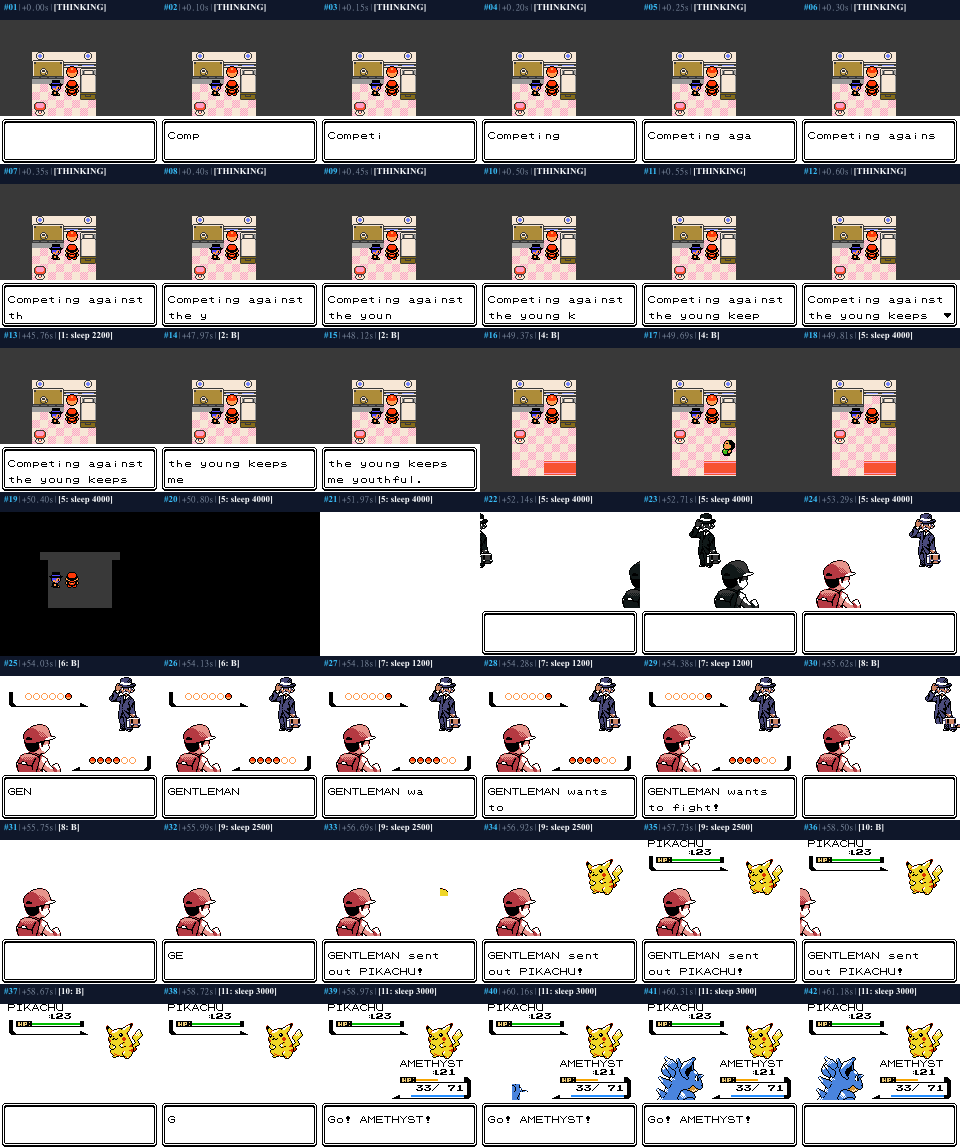 #01|+0.00s|[THINKING]
#02|+0.10s|[THINKING]
#03|+0.15s|[THINKING]
#04|+0.20s|[THINKING]
#05|+0.25s|[THINKING]
#06|+0.30s|[THINKING]
Comp
Competi
Competing
Competing aga
Competing agains
#07|+0.35s|[THINKING]
#08|+0.40s|[THINKING]
#09|+0.45s|[THINKING]
#10|+0.50s|[THINKING]
#11|+0.55s|[THINKING]
#12|+0.60s|[THINKING]
Competing against
th
Competing against
the y
Competing against
the youn
Competing against
the young k
Competing against
the young keep
Competing against
the young keeps
#13|+45.76s|[1: sleep 2200]
#14|+47.97s|[2: B]
#15|+48.12s|[2: B]
#16|+49.37s|[4: B]
#17|+49.69s|[4: B]
#18|+49.81s|[5: sleep 4000]
Competing against
the young keeps
the young keeps
me
the young keeps
me youthful.
#19|+50.40s|[5: sleep 4000]
#20|+50.80s|[5: sleep 4000]
#21|+51.97s|[5: sleep 4000]
#22|+52.14s|[5: sleep 4000]
#23|+52.71s|[5: sleep 4000]
#24|+53.29s|[5: sleep 4000]
#25|+54.03s|[6: B]
#26|+54.13s|[6: B]
#27|+54.18s|[7: sleep 1200]
#28|+54.28s|[7: sleep 1200]
#29|+54.38s|[7: sleep 1200]
#30|+55.62s|[8: B]
GEN
GENTLEMAN
GENTLEMAN wa
GENTLEMAN wants
to
GENTLEMAN wants
to fight!
#31|+55.75s|[8: B]
#32|+55.99s|[9: sleep 2500]
#33|+56.69s|[9: sleep 2500]
#34|+56.92s|[9: sleep 2500]
#35|+57.73s|[9: sleep 2500]
#36|+58.50s|[10: B]
GE
GENTLEMAN sent
out PIKACHU!
GENTLEMAN sent
out PIKACHU!
PIKACHU
:L23
HP:
GENTLEMAN sent
out PIKACHU!
PIKACHU
:L23
HP:
GENTLEMAN sent
out PIKACHU!
#37|+58.67s|[10: B]
#38|+58.72s|[11: sleep 3000]
#39|+58.97s|[11: sleep 3000]
#40|+60.16s|[11: sleep 3000]
#41|+60.31s|[11: sleep 3000]
#42|+61.18s|[11: sleep 3000]
PIKACHU
:L23
HP:
PIKACHU
:L23
HP:
G
PIKACHU
:L23
HP:
AMETHYST
:L21
HP:
33/ 71
Go! AMETHYST!
PIKACHU
:L23
HP:
AMETHYST
:L21
HP:
33/ 71
Go! AMETHYST!
PIKACHU
:L23
HP:
AMETHYST
:L21
HP:
33/ 71
Go! AMETHYST!
PIKACHU
:L23
HP:
AMETHYST
:L21
HP:
33/ 71